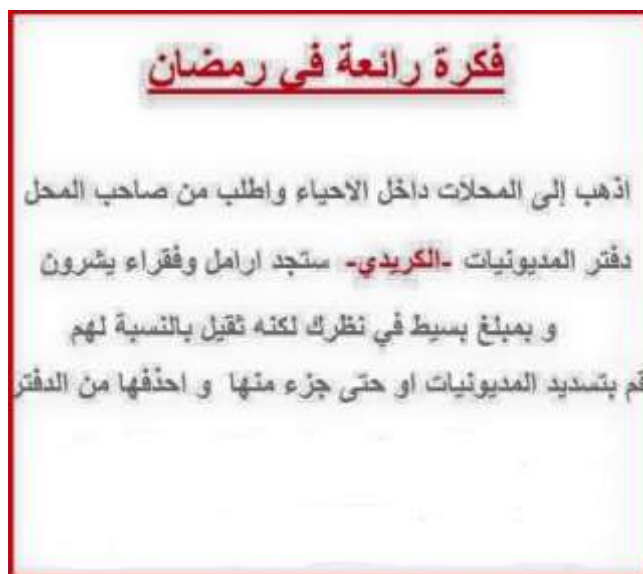 فكرة رائعة فى رمضان
اذهب إلى المحلات داخل الاحياء واطلب من صاحب المحل
دفتر المديونيات -الكريدي- ستجد ارامل وفقراء يشرون
و بمبلغ بسيط في نظرك لكنه ثقيل بالنسبة لهم
قم بتسديد المديونيات او حتى جزء منها و احذفها من الدفتر